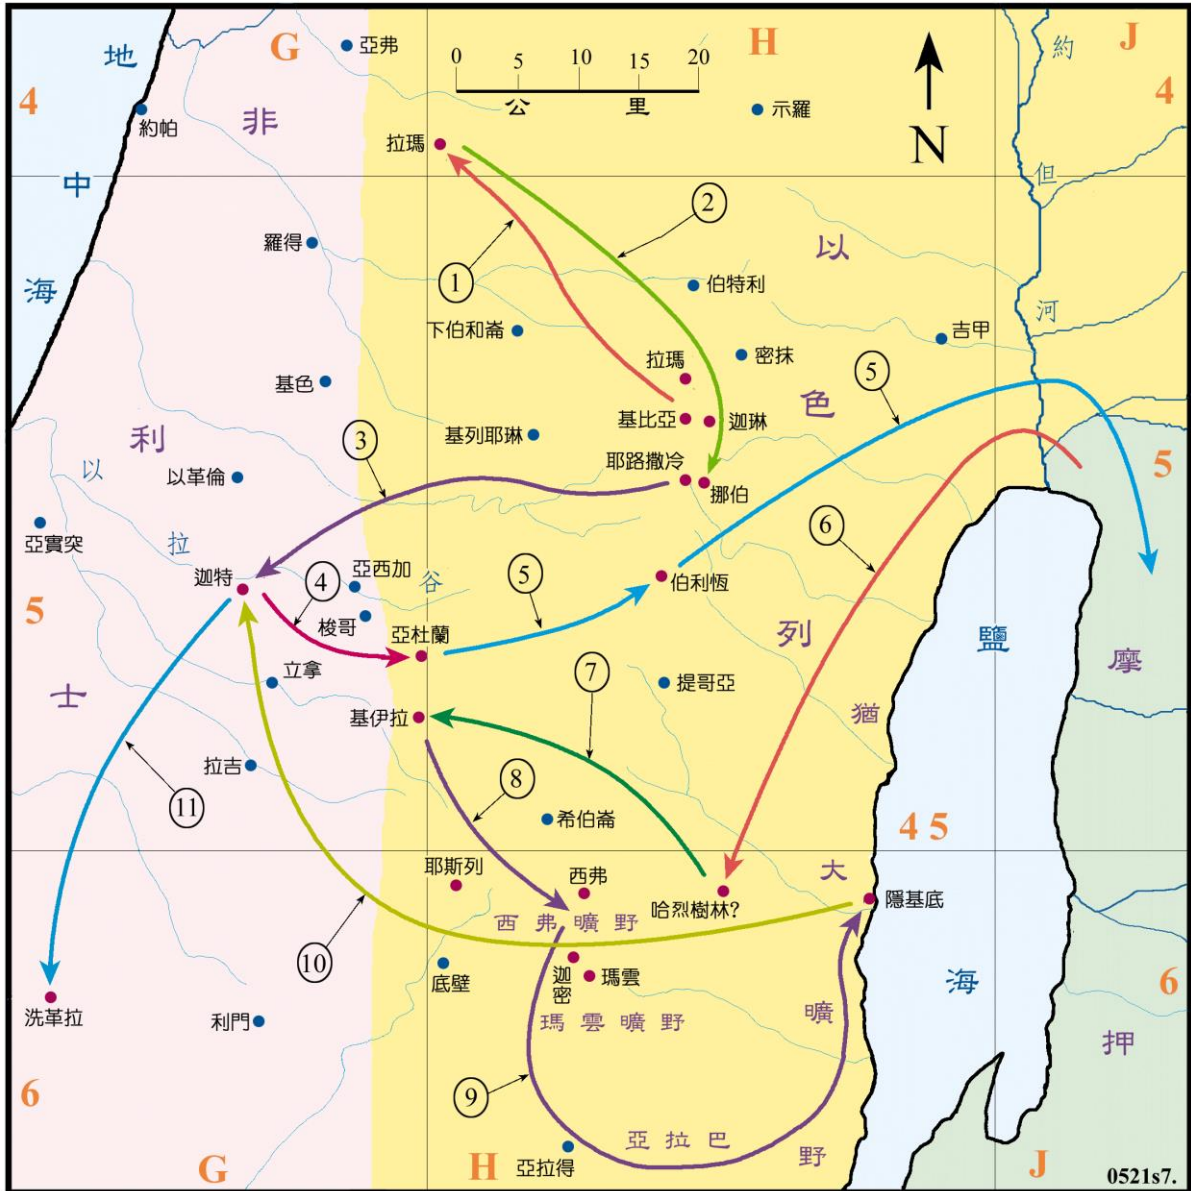 G
H
J
地
亞弗
0 5 10 15 20
公里
約
4
4
非
約帕
示羅
N
拉瑪
中
但
②
羅得
以
①
海
伯特利
河
下伯和崙
吉甲
拉瑪
密抹
⑤
基色
色
基比亞
迦琳
利
③
基列耶琳
以
耶路撒冷
5
以革倫
挪伯
亞實突
拉
⑥
迦特
④
亞西加
谷
⑤
伯利恆
5
梭哥
亞杜蘭
列
鹽
摩
立拿
⑦
提哥亞
士
基伊拉
猶
拉吉
⑧
⑪
希伯崙
45
耶斯列
西弗
大
哈烈樹林?
隱基底
西弗曠野
⑩
底壁
迦密
瑪雲
海
6
洗革拉
利門
瑪雲曠野
曠
押
6
⑨
亞拉巴
野
亞拉得
G
H
J
0521s7.